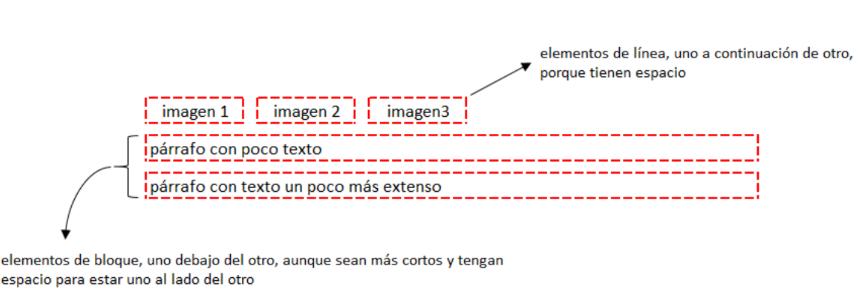 elementos de línea, uno a continuación de otro,
porque tienen espacio
imagen 1 imagen 2 imagen3
párrafo con poco texto
párrafo con texto un poco más extenso
elementos de bloque, uno debajo del otro, aunque sean más cortos y tengan
espacio para estar uno al lado del otro